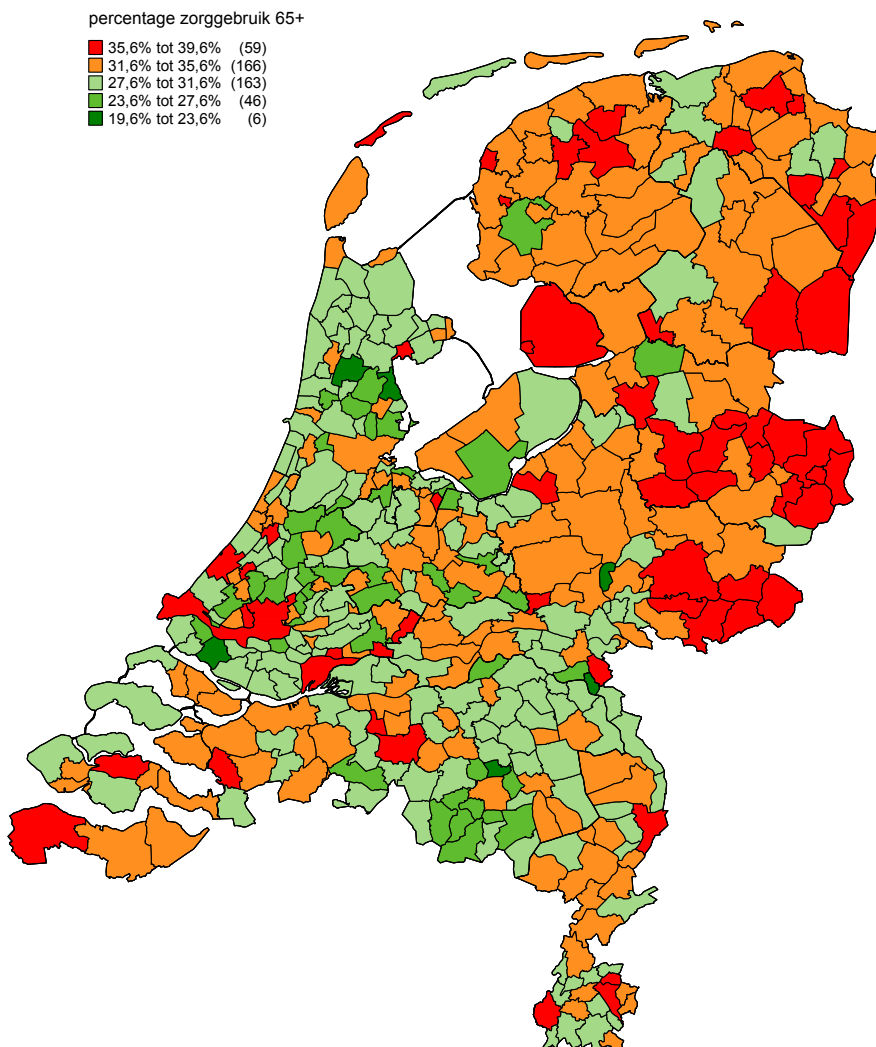 percentage zorggebruik 65+
35,6% tot 39,6% (59)
31,6% tot 35,6% (166)
27,6% tot 31,6% (163)
23,6% tot 27,6% (46)
19,6% tot 23,6% (6)